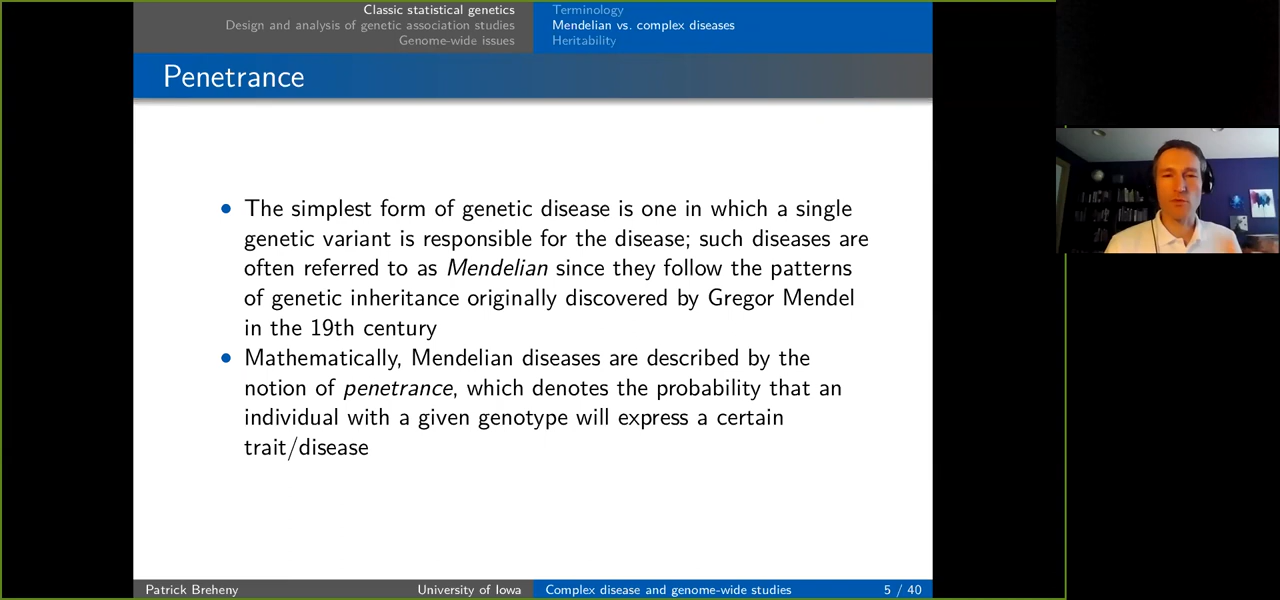 Classic statistical genetics
Design and analysis of genetic association studies
Genome-wide issues
Terminology
Mendelian vs. complex diseases
Heritability
Penetrance
• The simplest form of genetic disease is one in which a single
genetic variant is responsible for the disease; such diseases are
often referred to as Mendelian since they follow the patterns
of genetic inheritance originally discovered by Gregor Mendel
in the 19th century
• Mathematically, Mendelian diseases are described by the
notion of penetrance, which denotes the probability that an
individual with a given genotype will express a certain
trait/disease
Patrick Breheny University of Iowa Complex disease and genome-wide studies 5 / 40